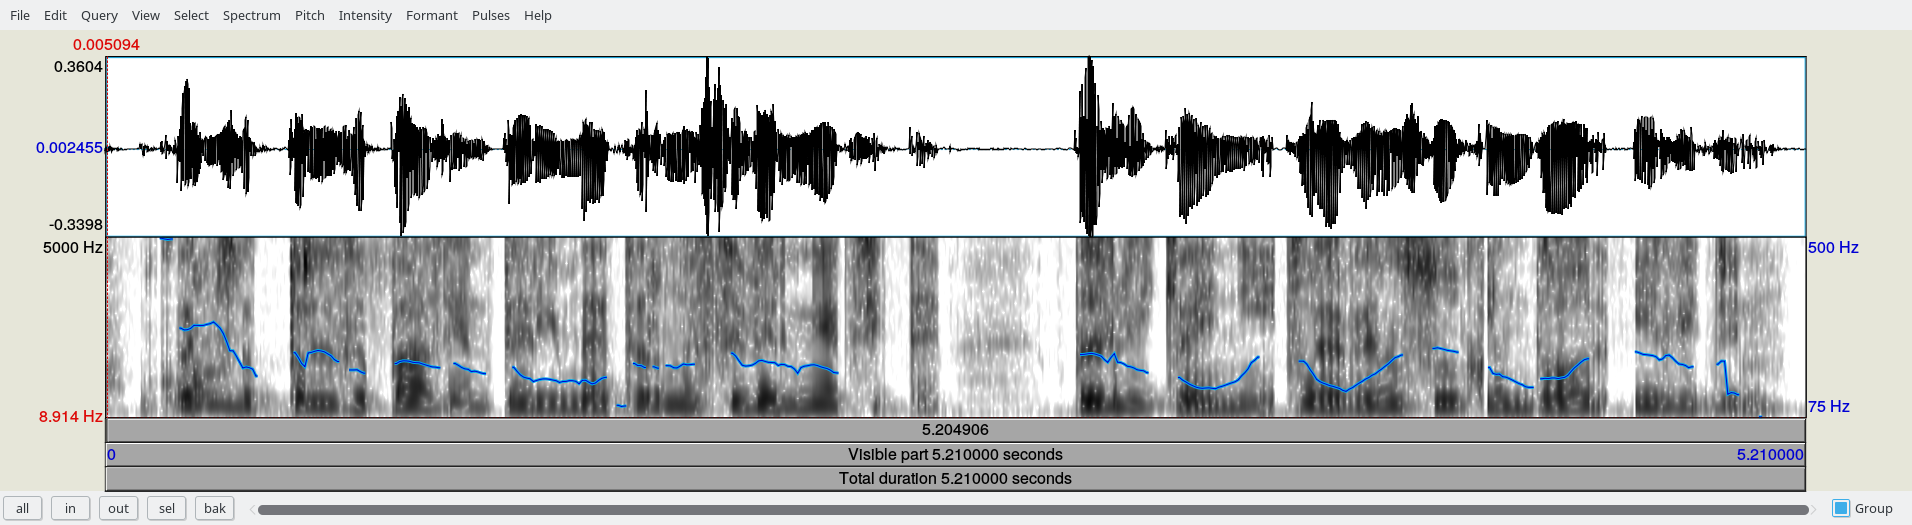 File Edit Query View Select Spectrum Pitch Intensity Formant Pulses Help
0.005094
0.3604
0.002455
-0.3398
5000 Hz 500 Hz
8.914 Hz 75 Hz
5.204906
0 Visible part 5.210000 seconds 5.210000
Total duration 5.210000 seconds
all in out sel bak Group